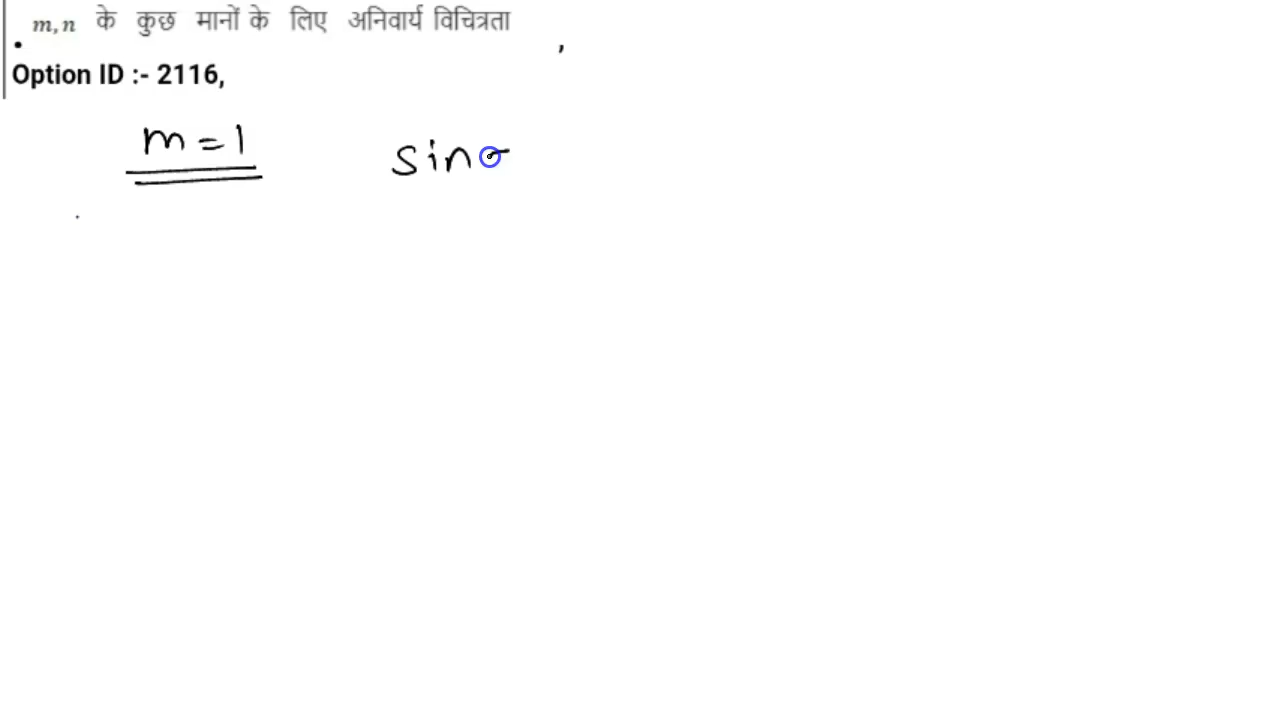 m, n के कुछ मानों के लिए अनिवार्य विचित्रता
,
Option ID :- 2116,
m = 1 sin